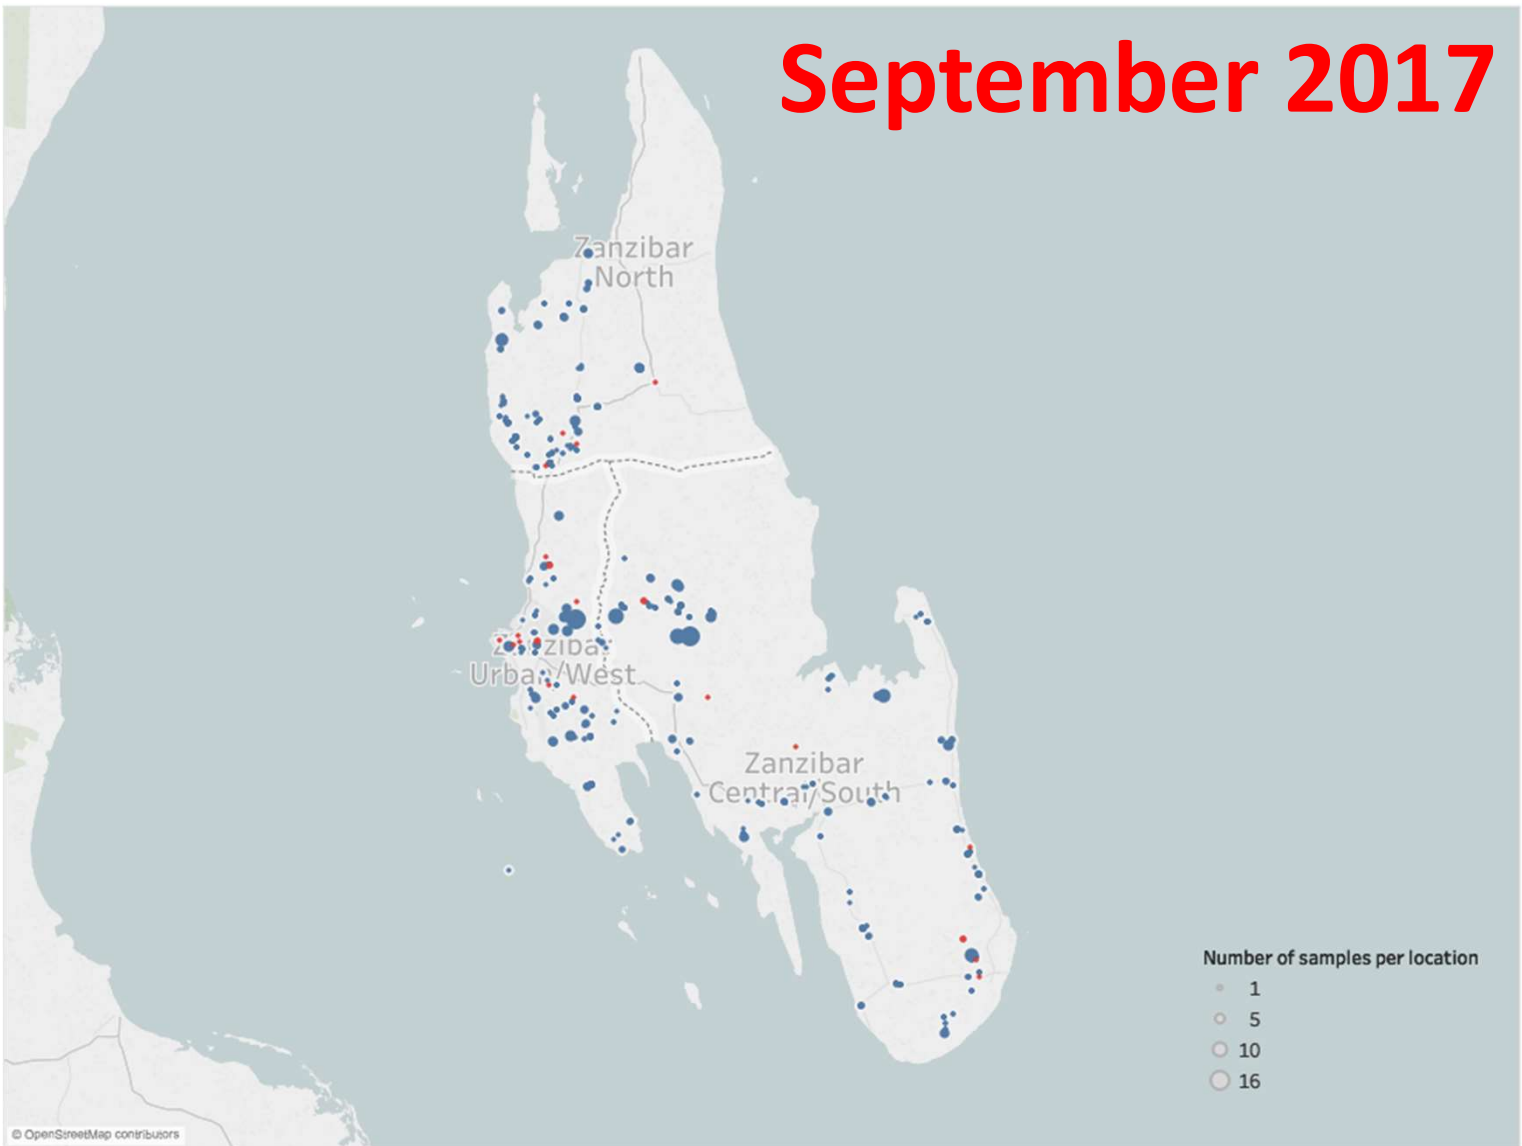 September 2017
Zanzibar
North
Zanzibar
Urban/West
Zanzibar
Central/South
Number of samples per location
1
5
10
16
© OpenStreetMap contributors